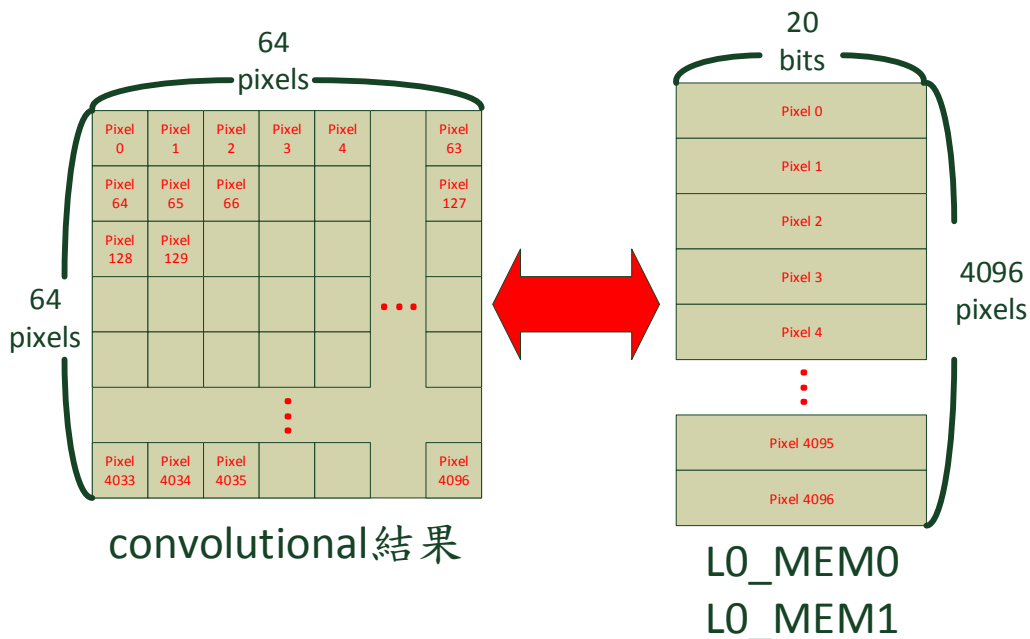 64
pixels
64
pixels
Pixel
0
Pixel
1
Pixel
2
Pixel
3
Pixel
4
Pixel
63
Pixel
64
Pixel
65
Pixel
66
Pixel
127
Pixel
128
Pixel
129
...
⋮
Pixel
4033
Pixel
4034
Pixel
4035
Pixel
4096
convolutional結果
20
bits
Pixel 0
Pixel 1
Pixel 2
Pixel 3
Pixel 4
⋮
Pixel 4095
Pixel 4096
4096
pixels
L0_MEM0
L0_MEM1